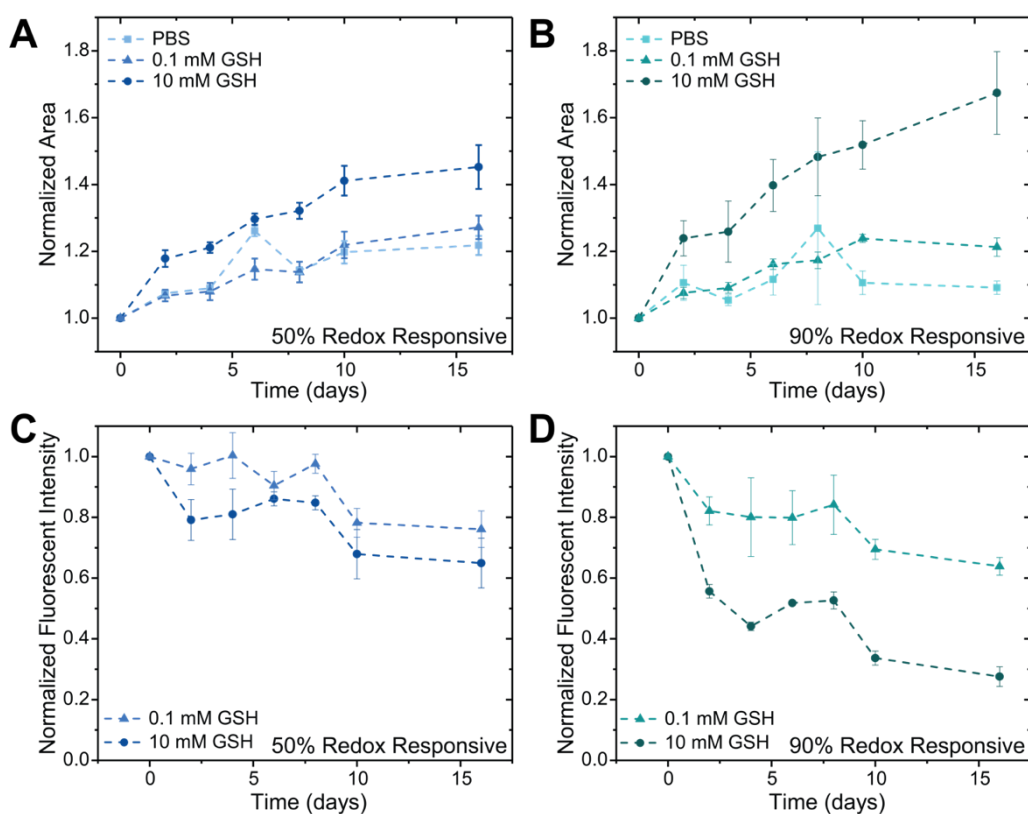 A
PBS
0.1 mM GSH
10 mM GSH
1.8
1.6
1.4
1.2
1.0
Normalized Area
50% Redox Responsive
0
5
10
15
Time (days)
B
PBS
0.1 mM GSH
10 mM GSH
1.8
1.6
1.4
1.2
1.0
Normalized Area
90% Redox Responsive
0
5
10
15
Time (days)
C
1.0
0.8
0.6
0.4
0.2
0.0
Normalized Fluorescent Intensity
0.1 mM GSH
10 mM GSH
50% Redox Responsive
0
5
10
15
Time (days)
D
1.0
0.8
0.6
0.4
0.2
0.0
Normalized Fluorescent Intensity
0.1 mM GSH
10 mM GSH
90% Redox Responsive
0
5
10
15
Time (days)